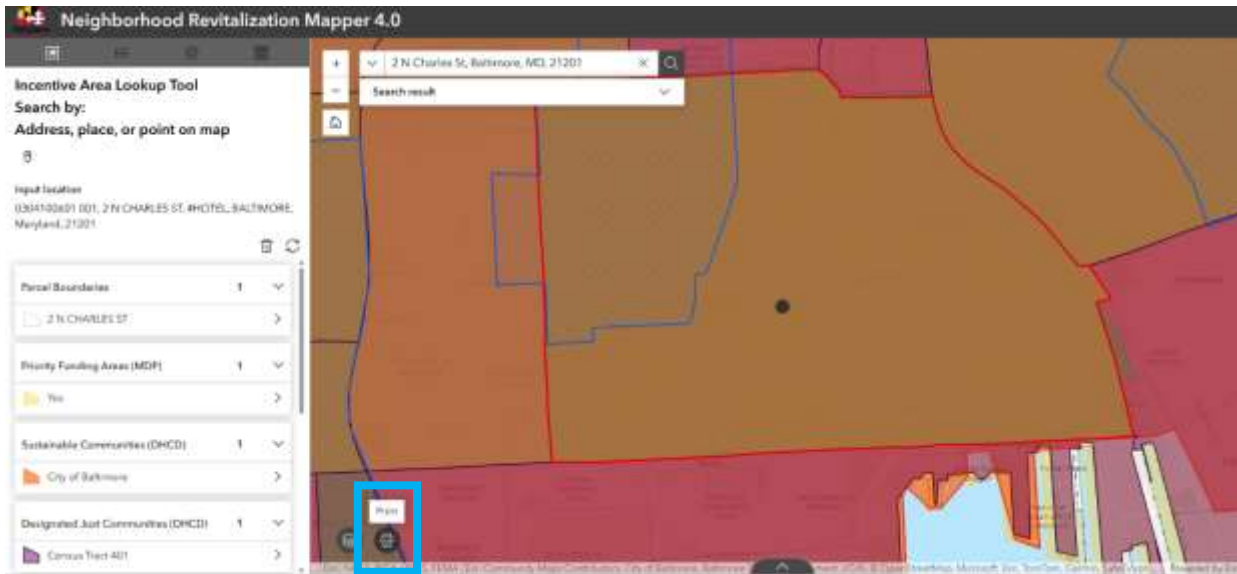 Neighborhood Revitalization Mapper 4.0
Incentive Area Lookup Tool
Search by:
Address, place, or point on map
Input location
0304100601 001, 2 N CHARLES ST, #HOTEL, BALTIMORE,
Maryland, 21201
Parcel Boundaries 1
2 N CHARLES ST
Priority Funding Areas (MDP) 1
Yes
Sustainable Communities (DHCD) 1
City of Baltimore
Designated Just Communities (DHCD) 1
Census Tract 401
+
2 N Charles St, Baltimore, MD, 21201
Search result
Print